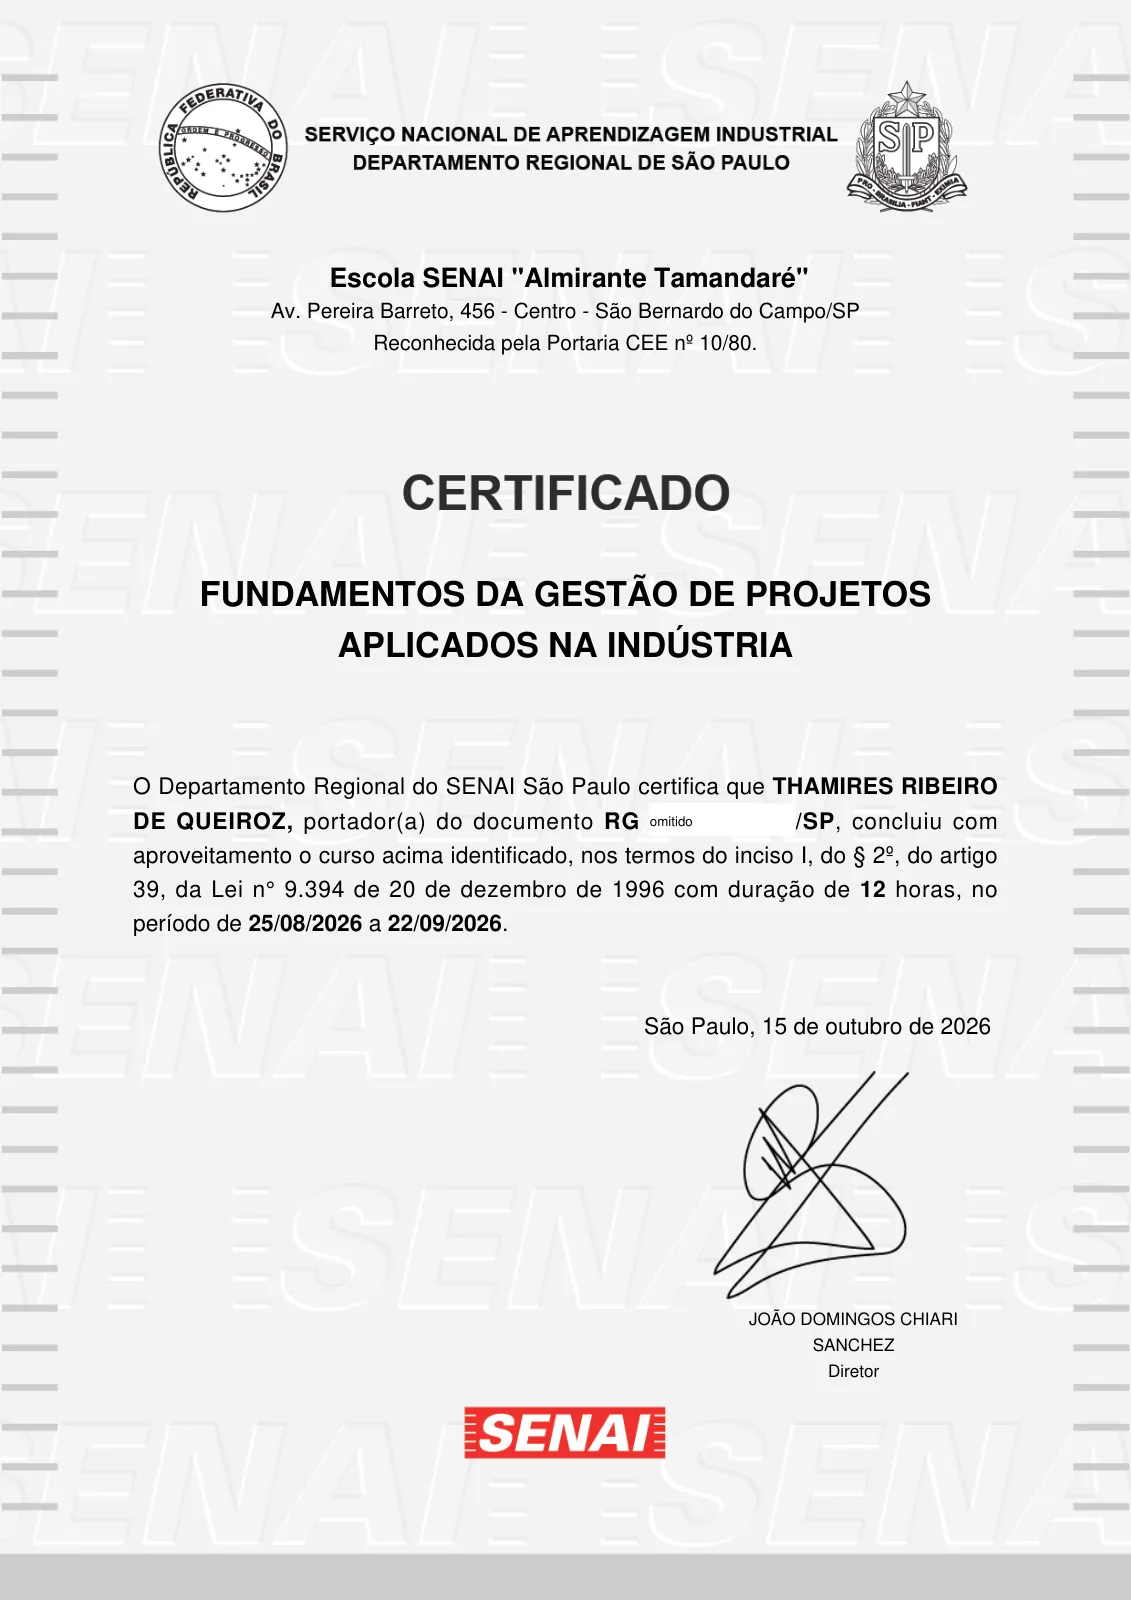 REPÚBLICA FEDERATIVA DO BRASIL
ORDEM E PROGRESSO
SERVIÇO NACIONAL DE APRENDIZAGEM INDUSTRIAL
DEPARTAMENTO REGIONAL DE SÃO PAULO
SP
PRO - BRASILIA - FIANT - EXIMIA
Escola SENAI "Almirante Tamandaré"
Av. Pereira Barreto, 456 - Centro - São Bernardo do Campo/SP
Reconhecida pela Portaria CEE nº 10/80.
CERTIFICADO
FUNDAMENTOS DA GESTÃO DE PROJETOS
APLICADOS NA INDÚSTRIA
O Departamento Regional do SENAI São Paulo certifica que THAMIRES RIBEIRO
DE QUEIROZ, portador(a) do documento RG omitido /SP, concluiu com
aproveitamento o curso acima identificado, nos termos do inciso I, do § 2º, do artigo
39, da Lei n° 9.394 de 20 de dezembro de 1996 com duração de 12 horas, no
período de 25/08/2026 a 22/09/2026.
São Paulo, 15 de outubro de 2026
JOÃO DOMINGOS CHIARI
SANCHEZ
Diretor
SENAI